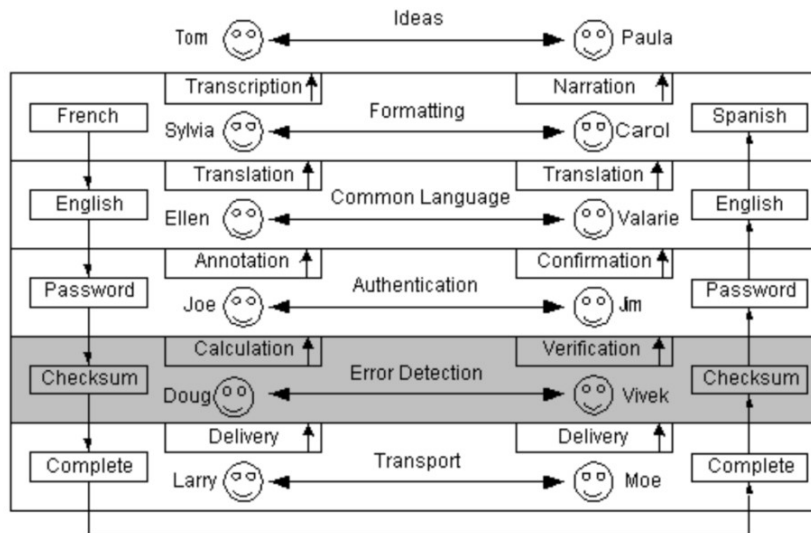 Ideas
Tom Paula
Transcription Narration
French Formatting Spanish
Sylvia Carol
Translation Translation
English Common Language English
Ellen Valarie
Annotation Confirmation
Password Authentication Password
Joe Jim
Calculation Verification
Checksum Error Detection Checksum
Doug Vivek
Delivery Delivery
Complete Transport Complete
Larry Moe